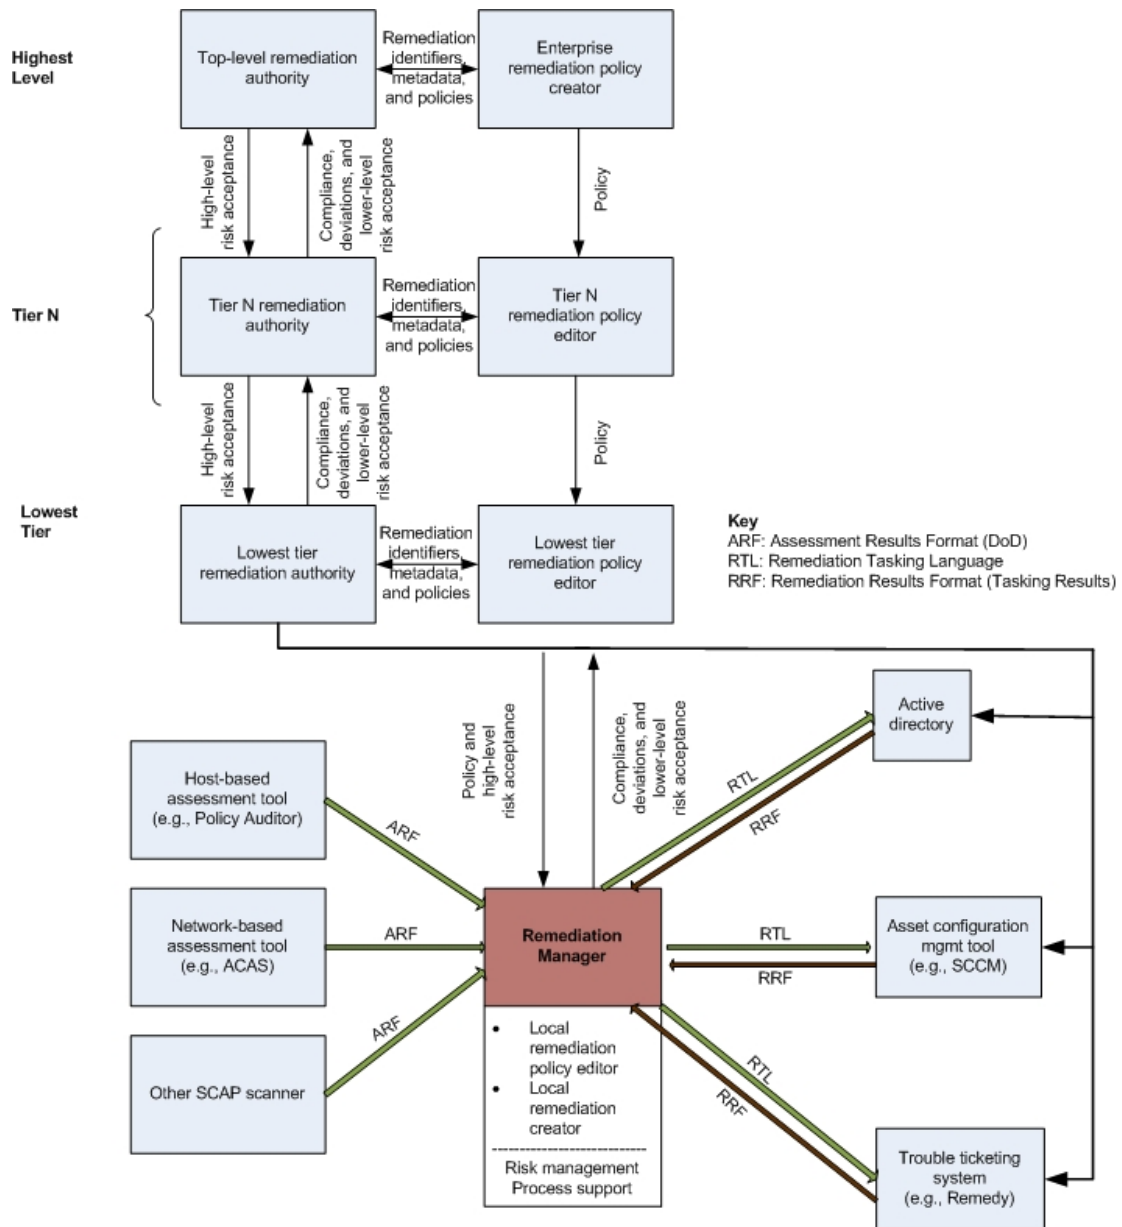 Highest
Level
Top-level remediation
authority
Remediation
identifiers,
metadata,
and policies
Enterprise
remediation policy
creator
High-level
risk acceptance
Compliance,
deviations, and
lower-level
risk acceptance
Policy
Tier N
Tier N remediation
authority
Remediation
identifiers,
metadata,
and policies
Tier N
remediation policy
editor
High-level
risk acceptance
Compliance,
deviations, and
lower-level
risk acceptance
Policy
Lowest
Tier
Lowest tier
remediation authority
Remediation
identifiers,
metadata,
and policies
Lowest tier
remediation policy
editor
Key
ARF: Assessment Results Format (DoD)
RTL: Remediation Tasking Language
RRF: Remediation Results Format (Tasking Results)
Policy and
high-level
risk acceptance
Compliance,
deviations, and
lower-level
risk acceptance
Active
directory
RTL
RRF
Host-based
assessment tool
(e.g., Policy Auditor)
ARF
Network-based
assessment tool
(e.g., ACAS)
ARF
Remediation
Manager
RTL
RRF
Asset configuration
mgmt tool
(e.g., SCCM)
Other SCAP scanner
ARF
• Local
remediation
policy editor
• Local
remediation
creator
Risk management
Process support
RTL
RRF
Trouble ticketing
system
(e.g., Remedy)